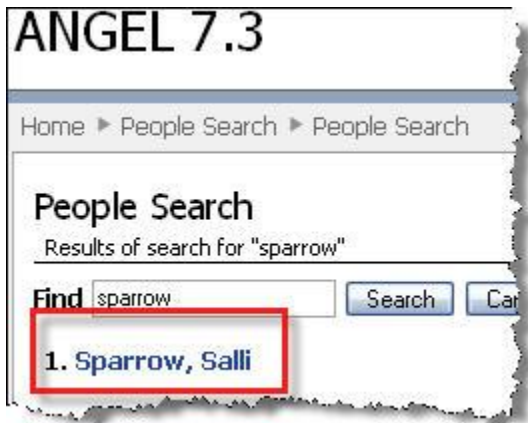 ANGEL 7.3
Home ▶ People Search ▶ People Search
People Search
Results of search for "sparrow"
Find sparrow Search
1. Sparrow, Salli